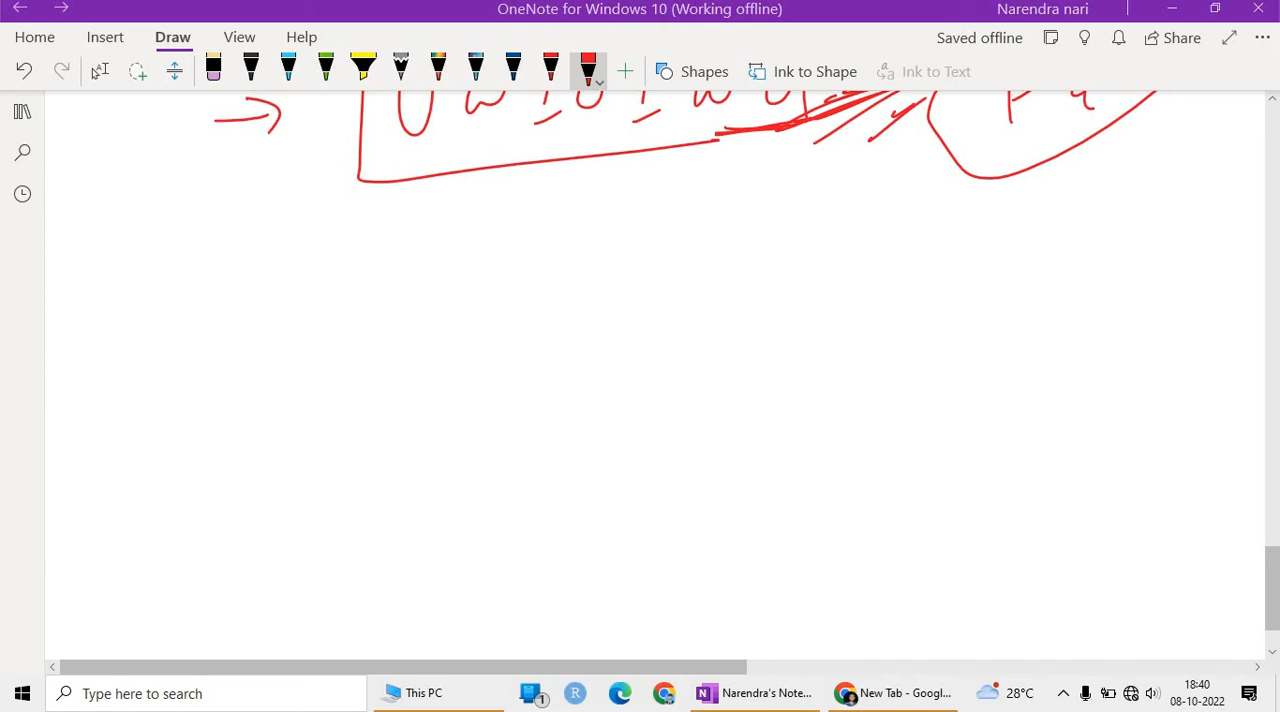 OneNote for Windows 10 (Working offline) Narendra nari
Home Insert Draw View Help Saved offline Share
Shapes Ink to Shape Ink to Text
Type here to search This PC 1 R Narendra's Note... New Tab - Googl... 28°C 18:40
08-10-2022